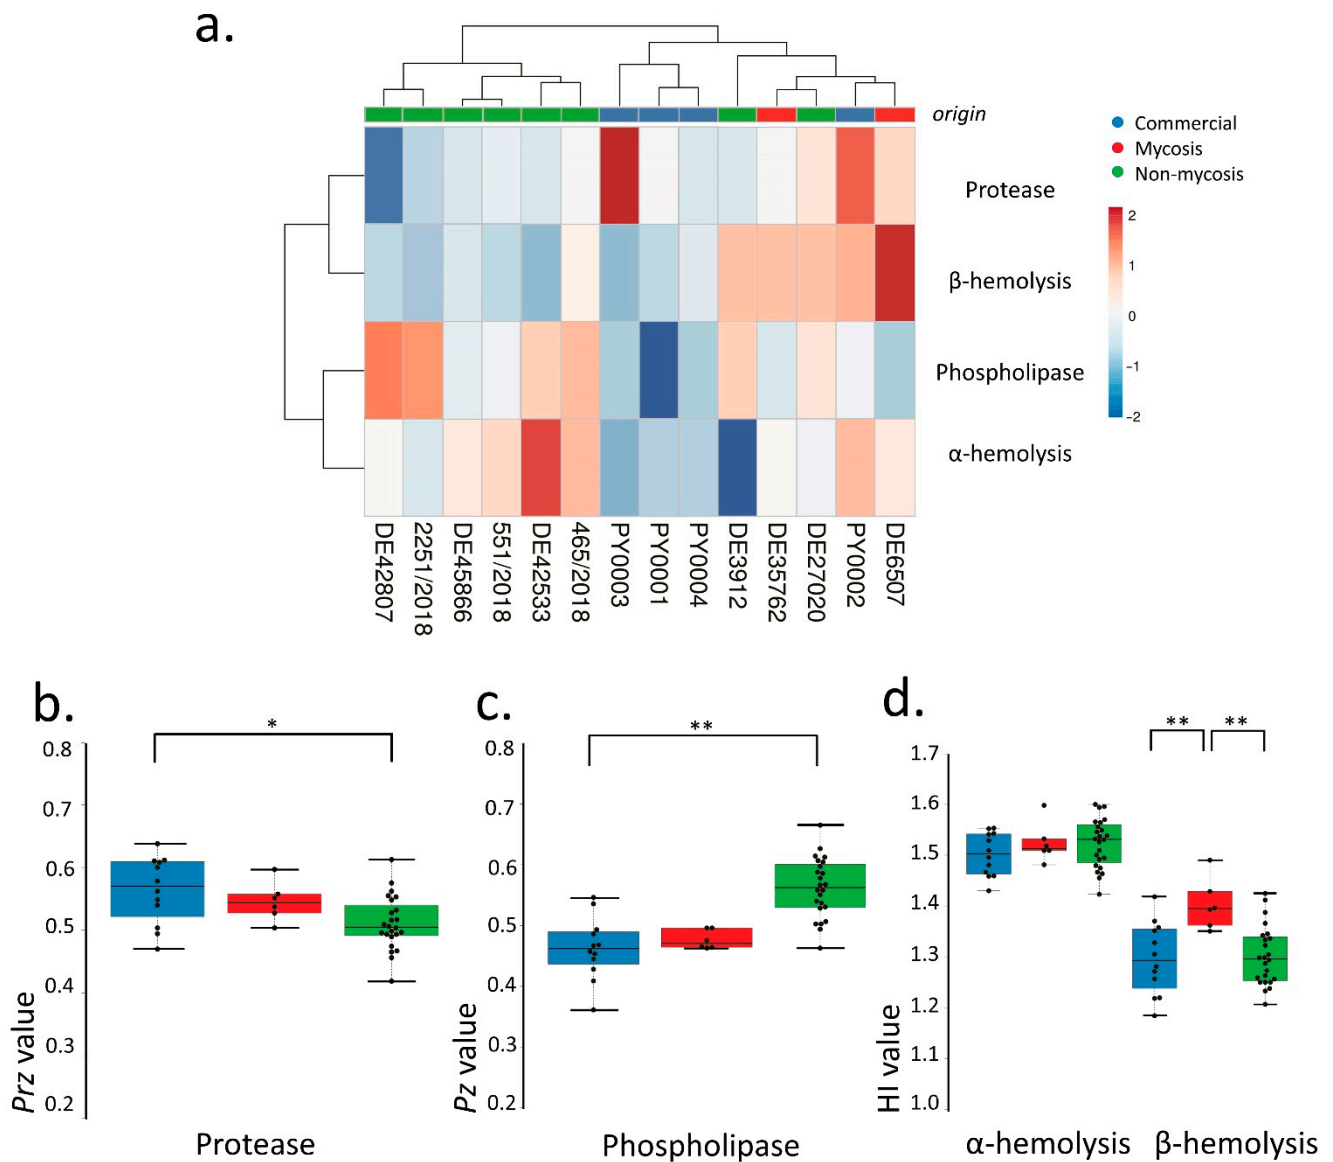 a.
origin
Commercial
Mycosis
Non-mycosis
Protease
β-hemolysis
Phospholipase
α-hemolysis
2
1
0
−1
−2
DE42807
2251/2018
DE45866
551/2018
DE42533
465/2018
PY0003
PY0001
PY0004
DE3912
DE35762
DE27020
PY0002
DE6507
b.
*
0.8
0.7
0.6
0.5
0.4
0.3
0.2
Prz value
Protease
c.
**
0.8
0.7
0.6
0.5
0.4
0.3
0.2
Pz value
Phospholipase
d.
** **
1.7
1.6
1.5
1.4
1.3
1.2
1.1
1.0
HI value
α-hemolysis β-hemolysis